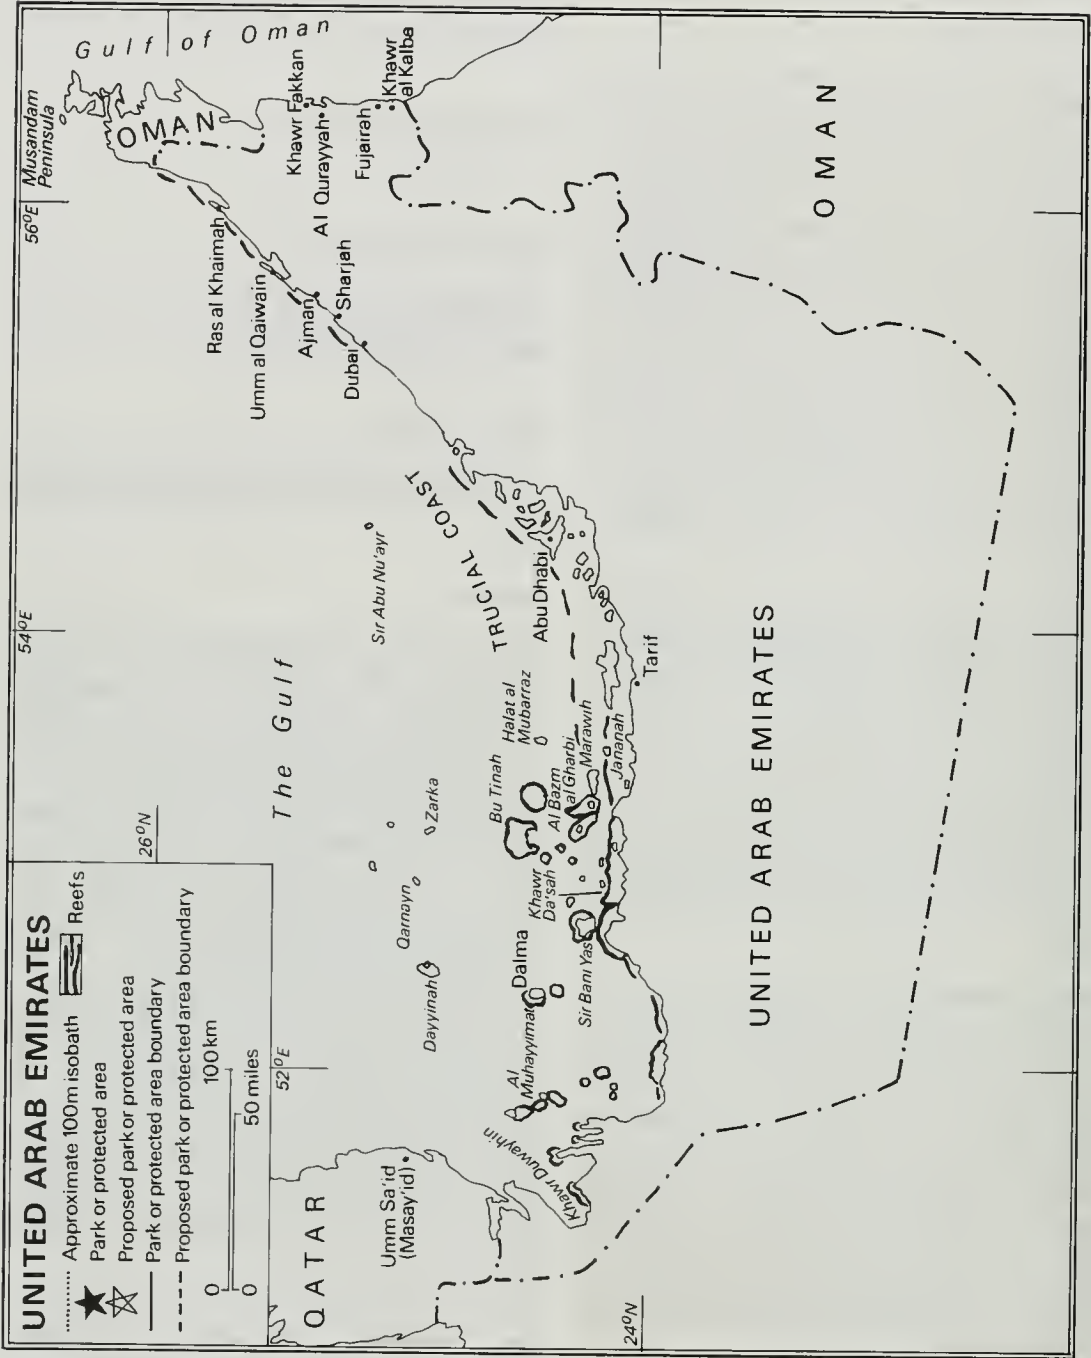 UNITED ARAB EMIRATES
Approximate 100m isobath
Reefs
Park or protected area
Proposed park or protected area
Park or protected area boundary
Proposed park or protected area boundary
0 100km
0 50 miles
52°E
54°E
56°E
26°N
24°N
Musandam
Peninsula
Gulf of Oman
OMAN
The Gulf
QATAR
Umm Sa'id
(Masay'id)
Khawr Duwayhin
Al
Muhayyimat
Dayyinah
Qarnayn
Zarka
Dalma
Sir Bani Yas
Khawr
Da'sah
Bu Tinah
Halat al
Mubarraz
Al Bazm
al Gharbi
Marawih
Jananah
Tarif
Sir Abu Nu'ayr
TRUCIAL COAST
Abu Dhabi
Dubai
Sharjah
Ajman
Umm al Qaiwain
Ras al Khaimah
Khawr Fakkan
Al Qurayyah
Fujairah
Khawr
al Kalba
UNITED ARAB EMIRATES
OMAN